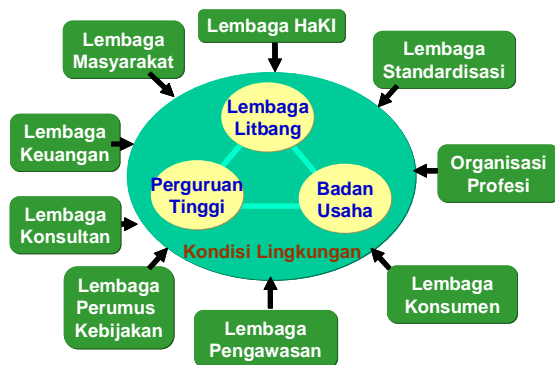 Lembaga HaKI
Lembaga
Masyarakat
Lembaga
Standardisasi
Lembaga
Litbang
Lembaga
Keuangan
Organisasi
Profesi
Perguruan
Tinggi
Badan
Usaha
Lembaga
Konsultan
Kondisi Lingkungan
Lembaga
Perumus
Kebijakan
Lembaga
Konsumen
Lembaga
Pengawasan